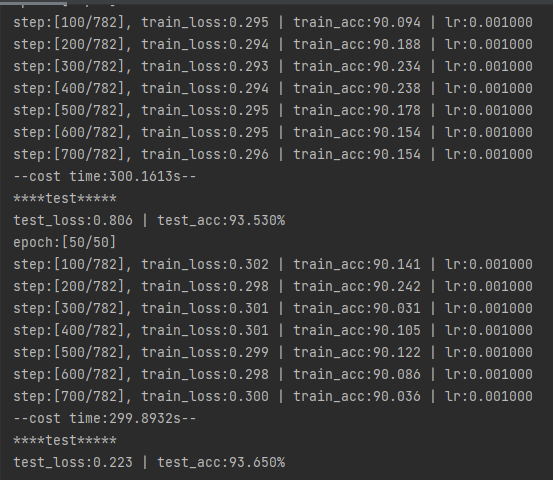 step:[100/782], train_loss:0.295 | train_acc:90.094 | lr:0.001000
step:[200/782], train_loss:0.294 | train_acc:90.188 | lr:0.001000
step:[300/782], train_loss:0.293 | train_acc:90.234 | lr:0.001000
step:[400/782], train_loss:0.294 | train_acc:90.238 | lr:0.001000
step:[500/782], train_loss:0.295 | train_acc:90.178 | lr:0.001000
step:[600/782], train_loss:0.295 | train_acc:90.154 | lr:0.001000
step:[700/782], train_loss:0.296 | train_acc:90.154 | lr:0.001000
--cost time:300.1613s--
****test*****
test_loss:0.806 | test_acc:93.530%
epoch:[50/50]
step:[100/782], train_loss:0.302 | train_acc:90.141 | lr:0.001000
step:[200/782], train_loss:0.298 | train_acc:90.242 | lr:0.001000
step:[300/782], train_loss:0.301 | train_acc:90.031 | lr:0.001000
step:[400/782], train_loss:0.301 | train_acc:90.105 | lr:0.001000
step:[500/782], train_loss:0.299 | train_acc:90.122 | lr:0.001000
step:[600/782], train_loss:0.298 | train_acc:90.086 | lr:0.001000
step:[700/782], train_loss:0.300 | train_acc:90.036 | lr:0.001000
--cost time:299.8932s--
****test*****
test_loss:0.223 | test_acc:93.650%